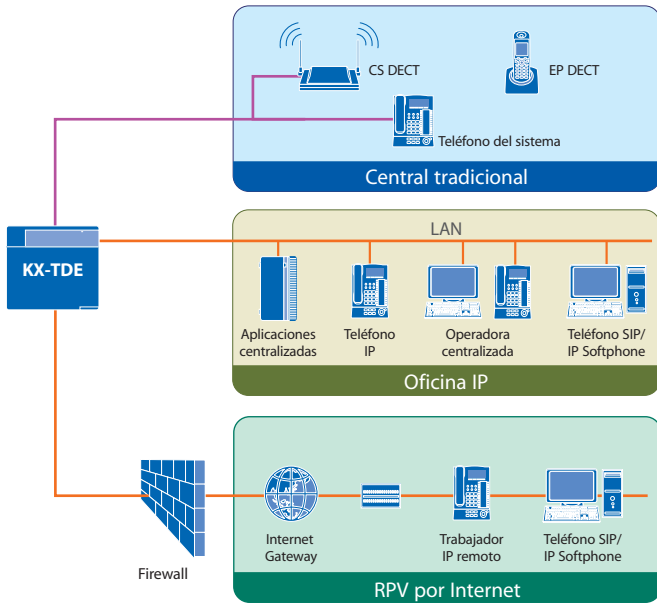 CS DECT
EP DECT
Teléfono del sistema
Central tradicional
KX-TDE
LAN
Aplicaciones
centralizadas
Teléfono
IP
Operadora
centralizada
Teléfono SIP/
IP Softphone
Oficina IP
Firewall
Internet
Gateway
Trabajador
IP remoto
Teléfono SIP/
IP Softphone
RPV por Internet